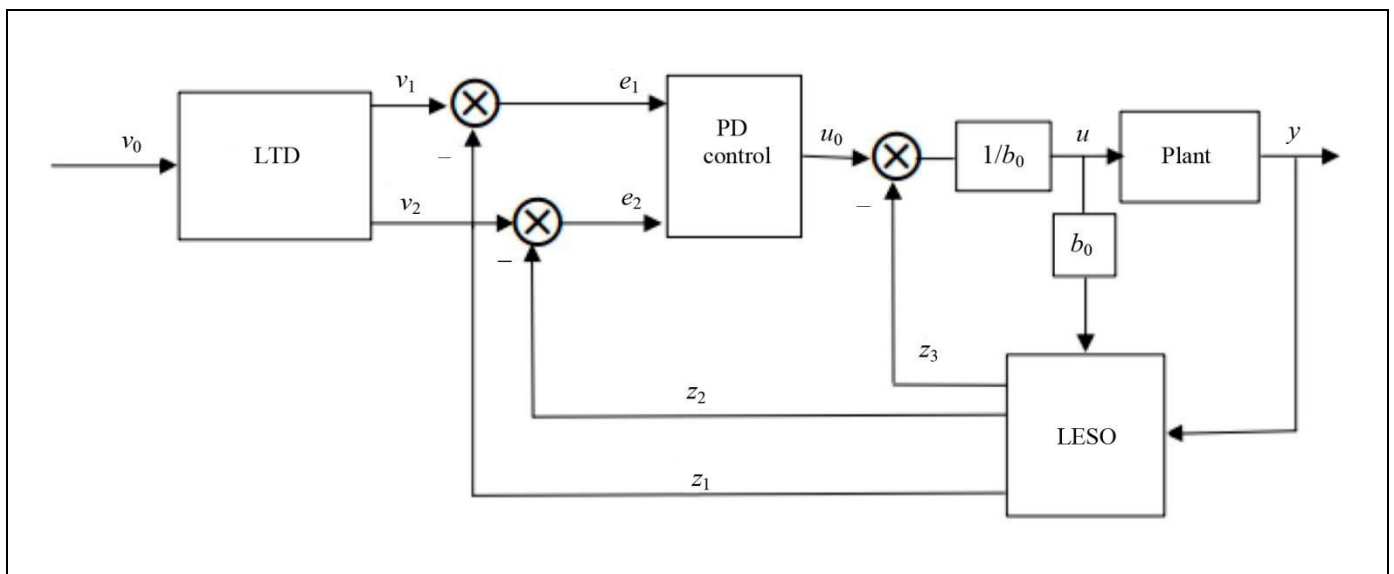 v₀
LTD
v₁
v₂
–
–
e₁
e₂
PD
control
u₀
–
1/b₀
u
Plant
y
b₀
z₃
z₂
z₁
LESO